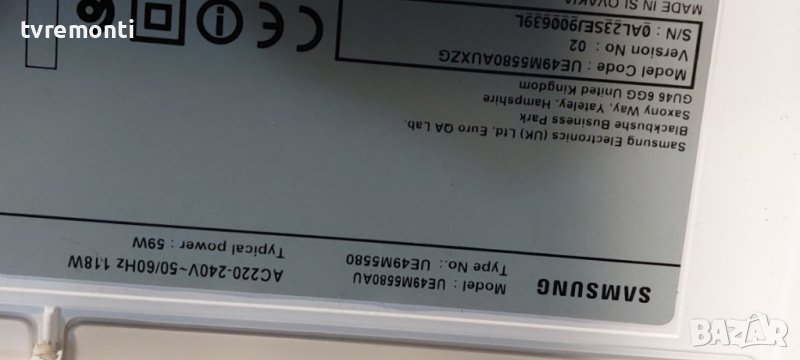 tvremonti
SAMSUNG
Model : UE49M5580AU
Type No.: UE49M5580
AC220-240V~50/60Hz 118W
Typical power : 59W
Samsung Electronics (UK) Ltd, Euro QA Lab.
Blackbushe Business Park
Saxony Way, Yateley, Hampshire
GU46 6GG United Kingdom
Model Code : UE49M5580AUXZG
Version No : 02
S/N : 0AL23SEJ900639L
MADE IN SLOVAKIA
CE
BAZAR